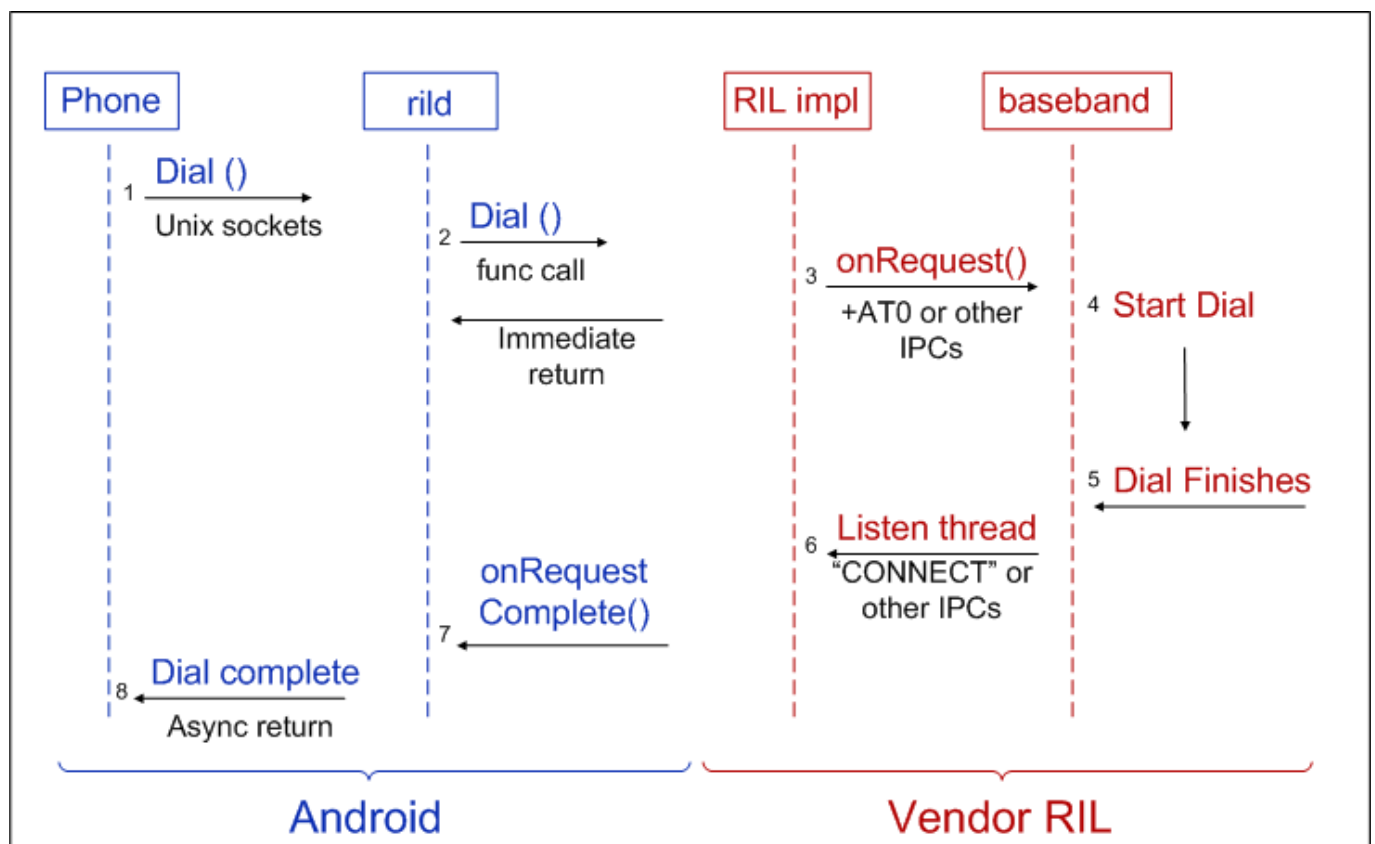 Phone
rild
RIL impl
baseband
1
Dial ()
Unix sockets
2
Dial ()
func call
Immediate
return
3
onRequest()
+AT0 or other
IPCs
4
Start Dial
5
Dial Finishes
6
Listen thread
“CONNECT” or
other IPCs
onRequest
Complete()
7
Dial complete
8
Async return
Android
Vendor RIL